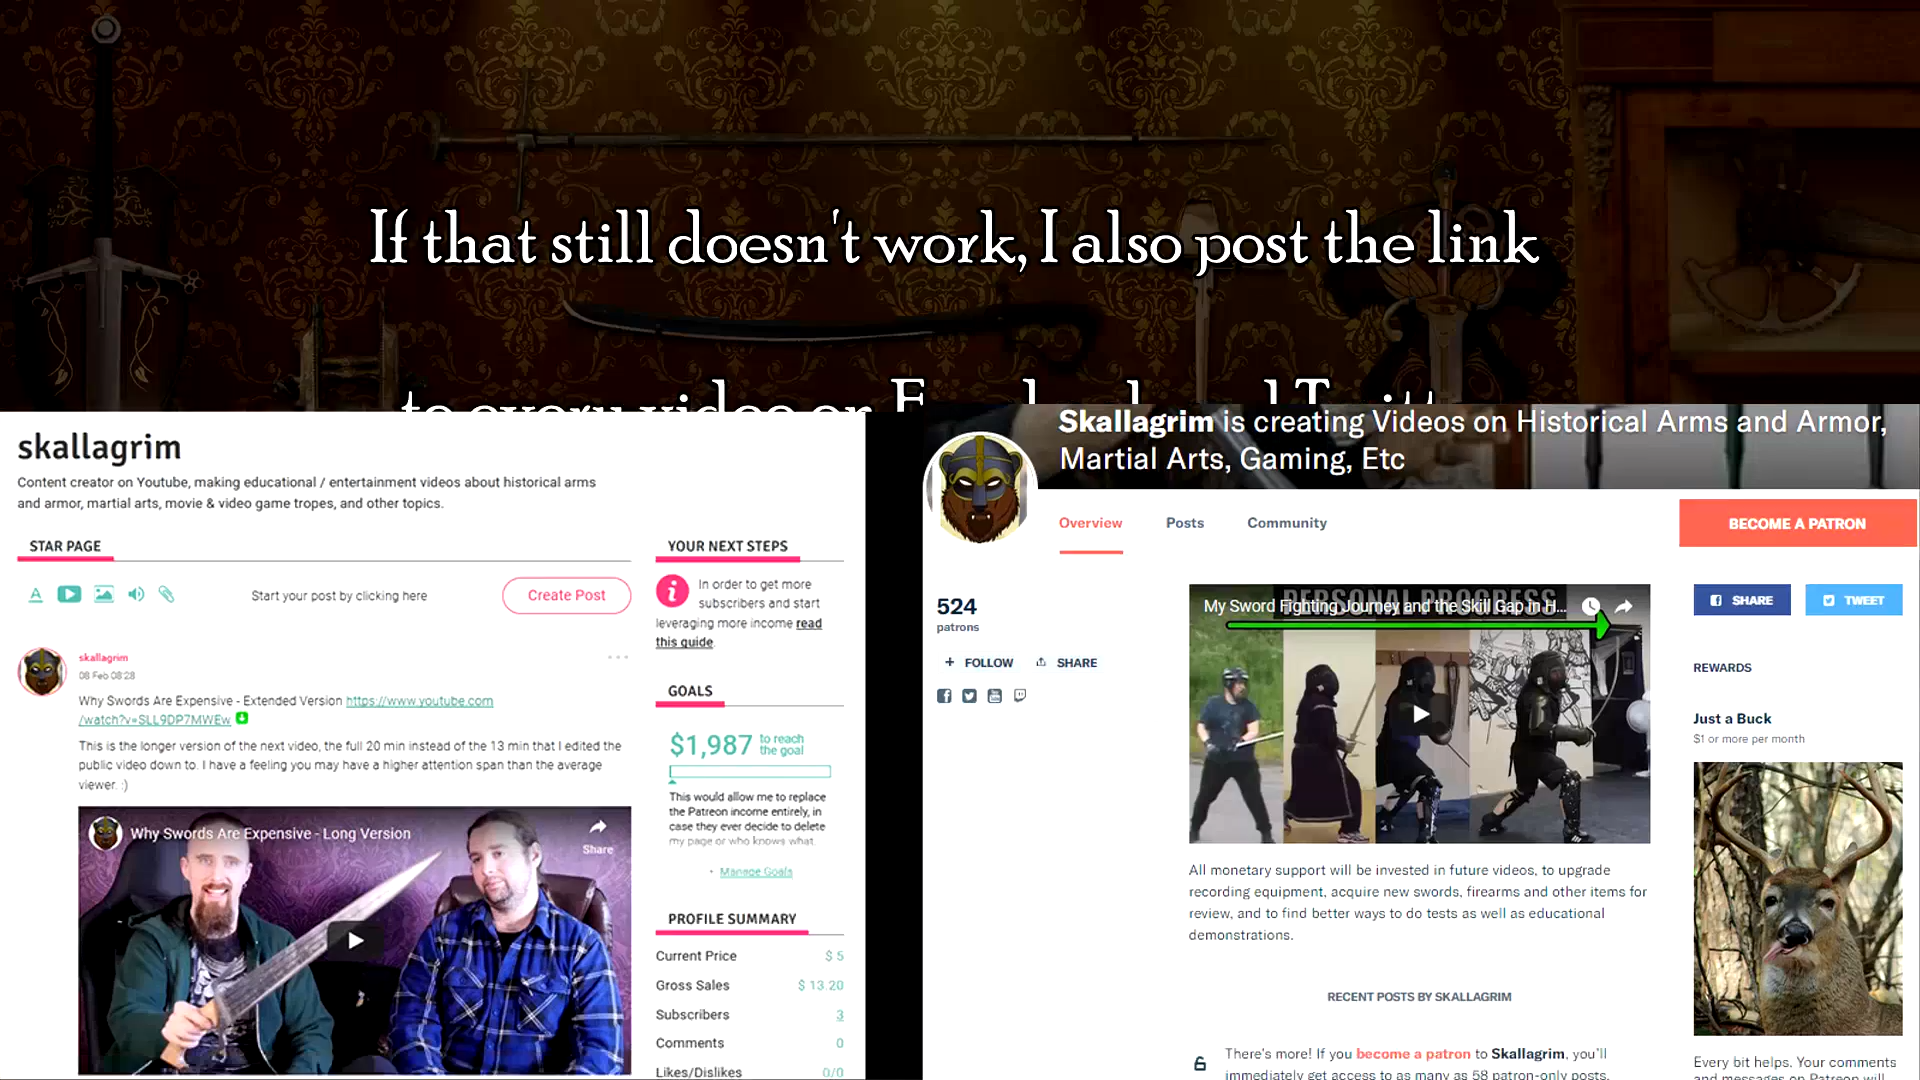 If that still doesn't work, I also post the link
to every video on Facebook and Twitter
skallagrim
Content creator on Youtube, making educational / entertainment videos about historical arms
and armor, martial arts, movie & video game tropes, and other topics.
STAR PAGE
Start your post by clicking here
Create Post
skallagrim
08 Feb 08:28
Why Swords Are Expensive - Extended Version https://www.youtube.com
/watch?v=SLL9DP7MWEw
This is the longer version of the next video, the full 20 min instead of the 13 min that I edited the
public video down to. I have a feeling you may have a higher attention span than the average
viewer. :)
Why Swords Are Expensive - Long Version
Share
YOUR NEXT STEPS
In order to get more
subscribers and start
leveraging more income read
this guide.
GOALS
$1,987 to reach
the goal
This would allow me to replace
the Patreon income entirely, in
case they ever decide to delete
my page or who knows what.
Manage Goals
PROFILE SUMMARY
Current Price $ 5
Gross Sales $ 13.20
Subscribers 3
Comments 0
Likes/Dislikes 0/0
Skallagrim is creating Videos on Historical Arms and Armor,
Martial Arts, Gaming, Etc
Overview Posts Community
BECOME A PATRON
524
patrons
FOLLOW SHARE
PERSONAL PROGRESS
My Sword Fighting Journey and the Skill Gap in H...
All monetary support will be invested in future videos, to upgrade
recording equipment, acquire new swords, firearms and other items for
review, and to find better ways to do tests as well as educational
demonstrations.
RECENT POSTS BY SKALLAGRIM
There's more! If you become a patron to Skallagrim, you'll
immediately get access to as many as 58 patron-only posts.
SHARE TWEET
REWARDS
Just a Buck
$1 or more per month
Every bit helps. Your comments
and messages on Patreon will